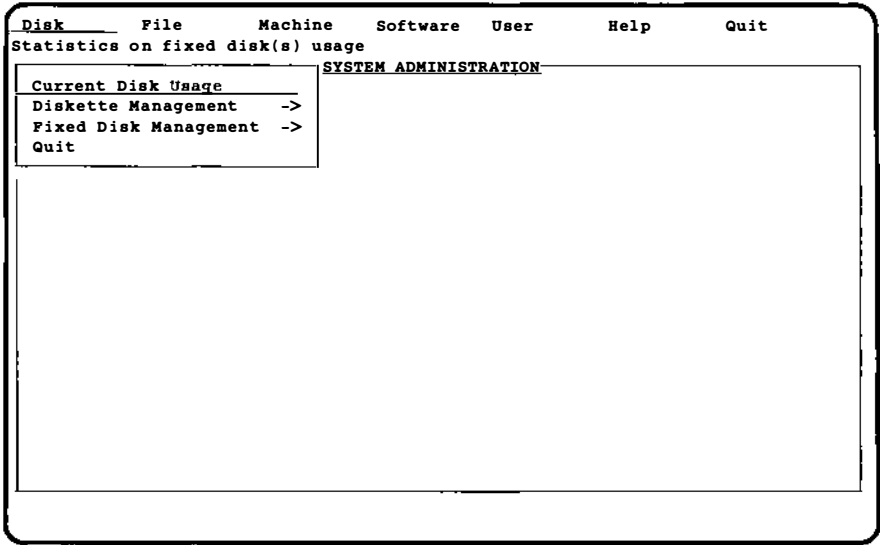 Disk File Machine Software User Help Quit
Statistics on fixed disk(s) usage
SYSTEM ADMINISTRATION
Current Disk Usage
Diskette Management ->
Fixed Disk Management ->
Quit